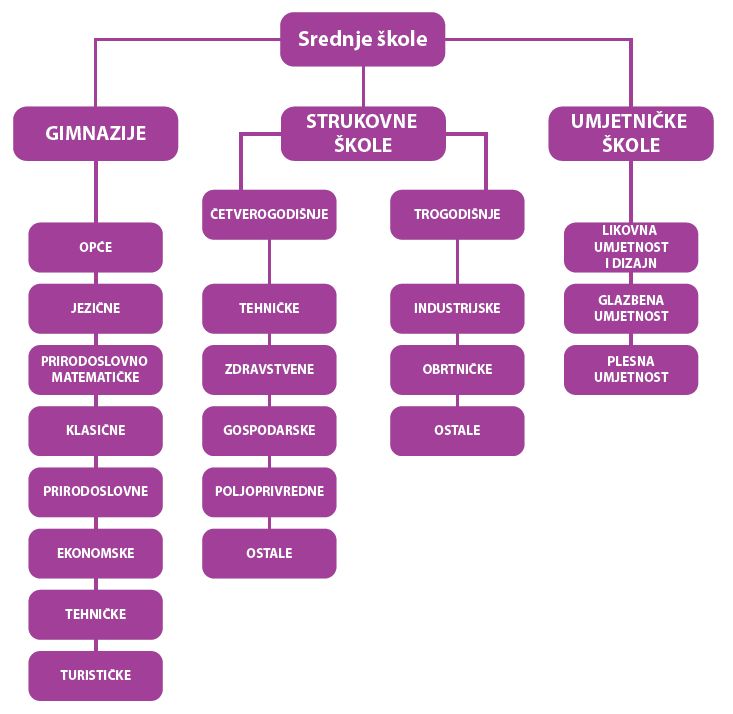 Srednje škole
GIMNAZIJE
OPĆE
JEZIČNE
PRIRODOSLOVNO
MATEMATIČKE
KLASIČNE
PRIRODOSLOVNE
EKONOMSKE
TEHNIČKE
TURISTIČKE
STRUKOVNE
ŠKOLE
ČETVEROGODIŠNJE
TEHNIČKE
ZDRAVSTVENE
GOSPODARSKE
POLJOPRIVREDNE
OSTALE
TROGODIŠNJE
INDUSTRIJSKE
OBRTNIČKE
OSTALE
UMJETNIČKE
ŠKOLE
LIKOVNA
UMJETNOST
I DIZAJN
GLAZBENA
UMJETNOST
PLESNA
UMJETNOST